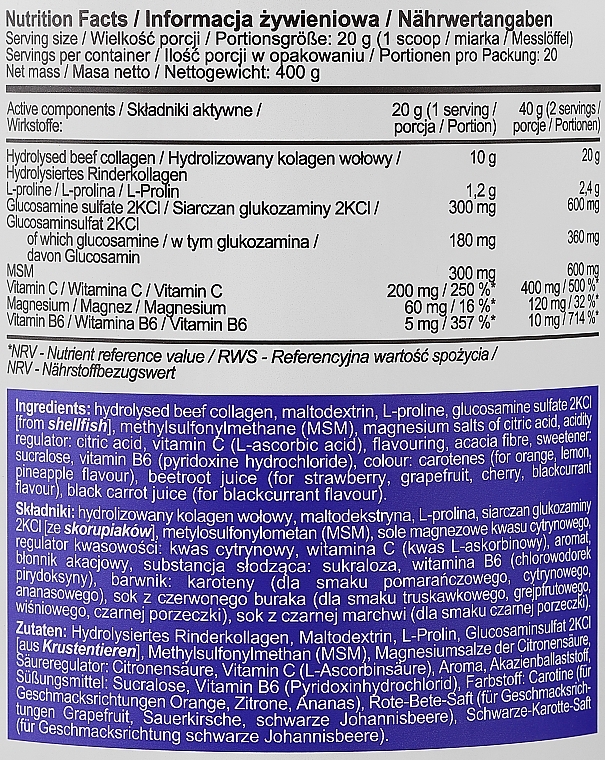 Nutrition Facts / Informacja żywieniowa / Nährwertangaben
Serving size / Wielkość porcji / Portionsgröße: 20 g (1 scoop / miarka / Messlöffel)
Servings per container / Ilość porcji w opakowaniu / Portionen pro Packung: 20
Net mass / Masa netto / Nettogewicht: 400 g
Active components / Składniki aktywne / 20 g (1 serving / 40 g (2 servings /
Wirkstoffe: porcja / Portion) porcje / Portionen)
Hydrolysed beef collagen / Hydrolizowany kolagen wołowy / 10 g 20 g
Hydrolysiertes Rinderkollagen
L-proline / L-prolina / L-Prolin 1,2 g 2,4 g
Glucosamine sulfate 2KCl / Siarczan glukozaminy 2KCl / 300 mg 600 mg
Glucosaminsulfat 2KCl
of which glucosamine / w tym glukozamina / 180 mg 360 mg
davon Glucosamin
MSM 300 mg 600 mg
Vitamin C / Witamina C / Vitamin C 200 mg / 250 %* 400 mg / 500 %*
Magnesium / Magnez / Magnesium 60 mg / 16 %* 120 mg / 32 %*
Vitamin B6 / Witamina B6 / Vitamin B6 5 mg / 357 %* 10 mg / 714 %*
*NRV - Nutrient reference value / RWS - Referencyjna wartość spożycia /
NRV - Nährstoffbezugswert
Ingredients: hydrolysed beef collagen, maltodextrin, L-proline, glucosamine sulfate 2KCl
[from shellfish], methylsulfonylmethane (MSM), magnesium salts of citric acid, acidity
regulator: citric acid, vitamin C (L-ascorbic acid), flavouring, acacia fibre, sweetener:
sucralose, vitamin B6 (pyridoxine hydrochloride), colour: carotenes (for orange, lemon,
pineapple flavour), beetroot juice (for strawberry, grapefruit, cherry, blackcurrant
flavour), black carrot juice (for blackcurrant flavour).
Składniki: hydrolizowany kolagen wołowy, maltodekstryna, L-prolina, siarczan glukozaminy
2KCl [ze skorupiaków], metylosulfonylometan (MSM), sole magnezowe kwasu cytrynowego,
regulator kwasowości: kwas cytrynowy, witamina C (kwas L-askorbinowy), aromat,
błonnik akacjowy, substancja słodząca: sukraloza, witamina B6 (chlorowodorek
pirydoksyny), barwnik: karoteny (dla smaku pomarańczowego, cytrynowego,
ananasowego), sok z czerwonego buraka (dla smaku truskawkowego, grejpfrutowego,
wiśniowego, czarnej porzeczki), sok z czarnej marchwi (dla smaku czarnej porzeczki).
Zutaten: Hydrolysiertes Rinderkollagen, Maltodextrin, L-Prolin, Glucosaminsulfat 2KCl
[aus Krustentieren], Methylsulfonylmethan (MSM), Magnesiumsalze der Citronensäure,
Säureregulator: Citronensäure, Vitamin C (L-Ascorbinsäure), Aroma, Akazienballaststoff,
Süßungsmittel: Sucralose, Vitamin B6 (Pyridoxinhydrochlorid), Farbstoff: Carotine (für
Geschmacksrichtungen Orange, Zitrone, Ananas), Rote-Bete-Saft (für Geschmacksrich-
tungen Grapefruit, Sauerkirsche, schwarze Johannisbeere), Schwarze-Karotte-Saft
(für Geschmacksrichtung schwarze Johannisbeere).